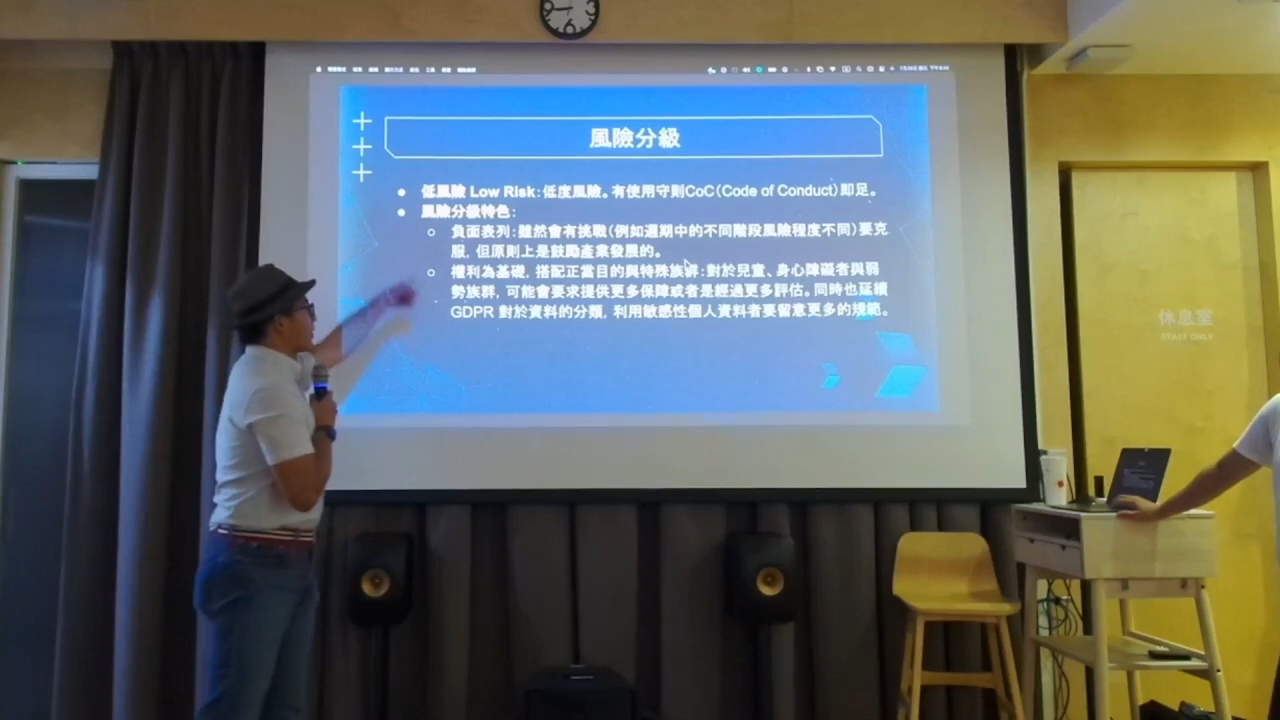 風險分級
● 低風險 Low Risk：低度風險。有使用守則CoC（Code of Conduct）即足。
● 風險分級特色：
○ 負面表列：雖然會有挑戰（例如週期中的不同階段風險程度不同）要克
服，但原則上是鼓勵產業發展的。
○ 權利為基礎，搭配正當目的與特殊族群：對於兒童、身心障礙者與弱
勢族群，可能會要求提供更多保障或者是經過更多評估。同時也延續
GDPR 對於資料的分類，利用敏感性個人資料者要留意更多的規範。
休息室
STAFF ONLY